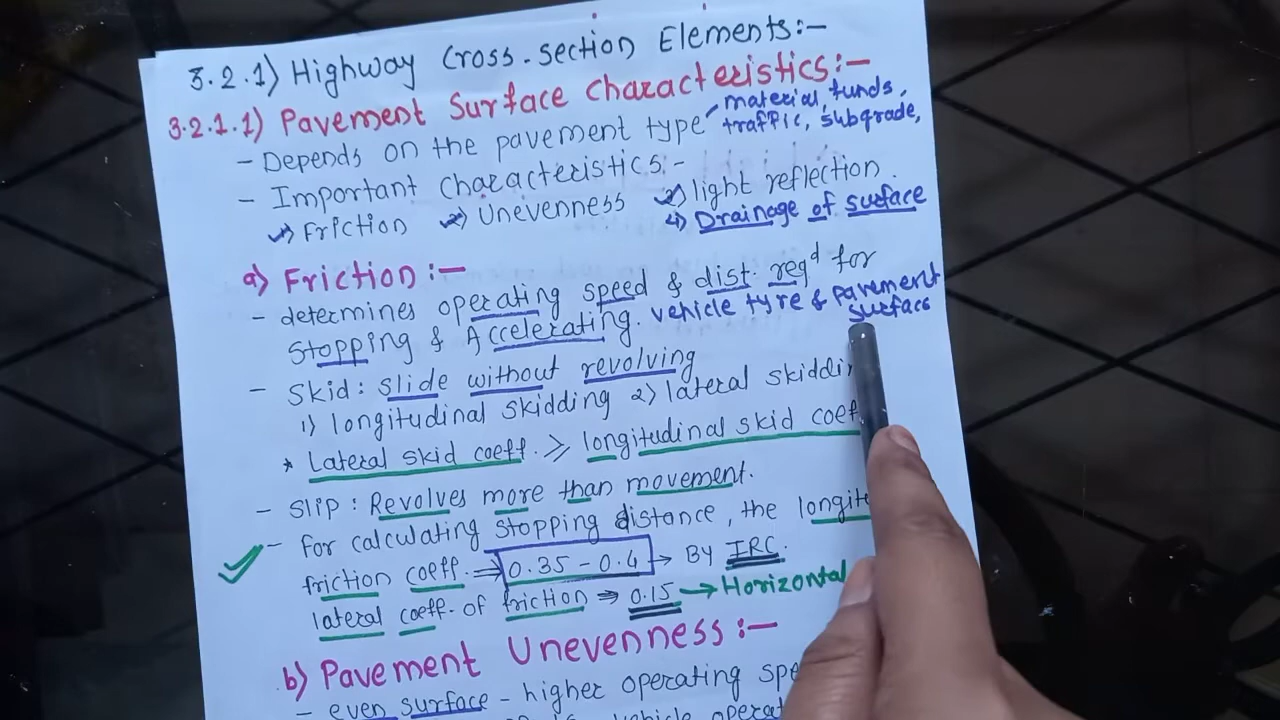 3.2.1) Highway Cross-section Elements:-
3.2.1.1) Pavement Surface Characteristics:-
- Depends on the pavement type material, funds, traffic, subgrade,
- Important Characteristics:-
1) Friction 2) Unevenness 3) light reflection.
4) Drainage of surface
a) Friction:-
- determines operating speed & dist. reqd for
stopping & Accelerating. vehicle tyre & pavement surface
- Skid: slide without revolving
1) longitudinal skidding 2) lateral
* Lateral skid coeff. ≥ longitudinal skid
- Slip: Revolves more than movement.
- for calculating stopping distance, the
friction coeff. ⇒ 0.35 - 0.4 → By IRC.
lateral coeff. of friction ⇒ 0.15 → Horizontal
b) Pavement Unevenness:-
- even surface - higher operating